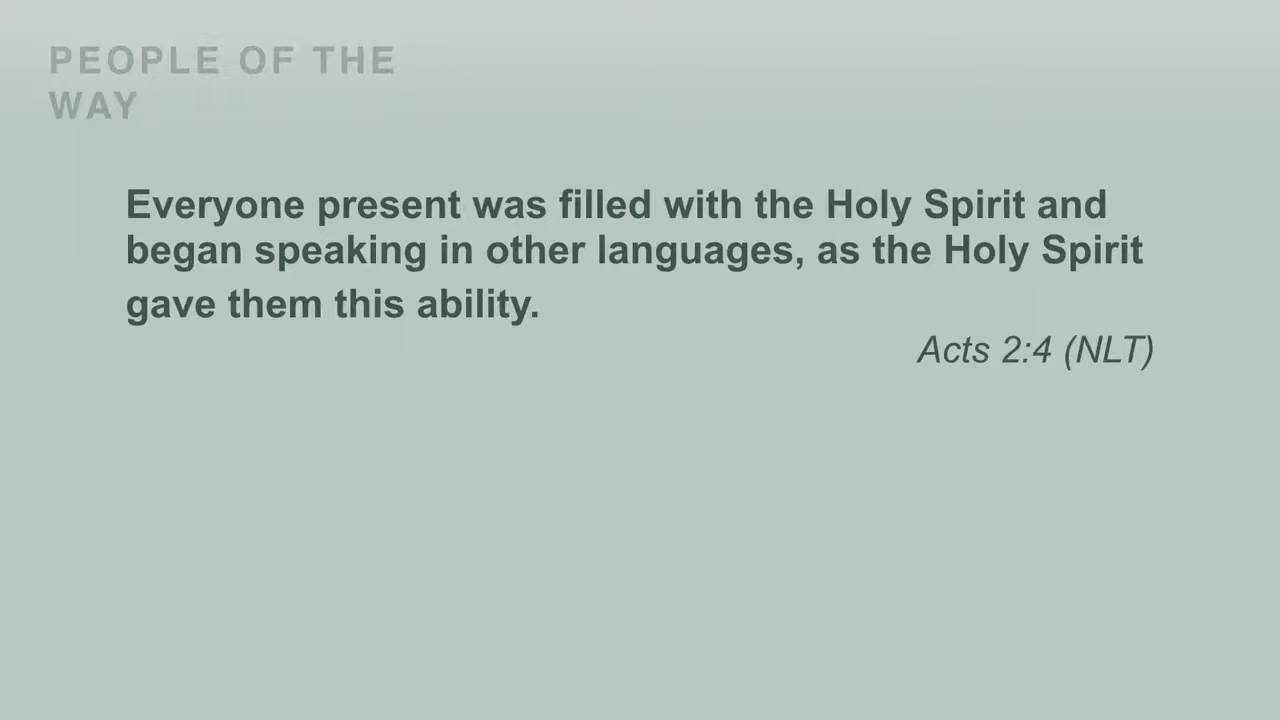 PEOPLE OF THE
WAY
Everyone present was filled with the Holy Spirit and
began speaking in other languages, as the Holy Spirit
gave them this ability.
Acts 2:4 (NLT)